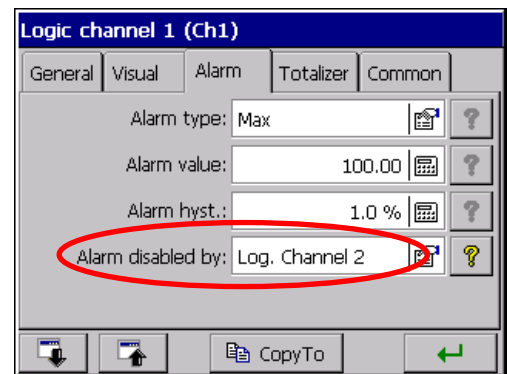 Logic channel 1 (Ch1)
General Visual Alarm Totalizer Common
Alarm type: Max ?
Alarm value: 100.00 ?
Alarm hyst.: 1.0 % ?
Alarm disabled by: Log. Channel 2 ?
CopyTo